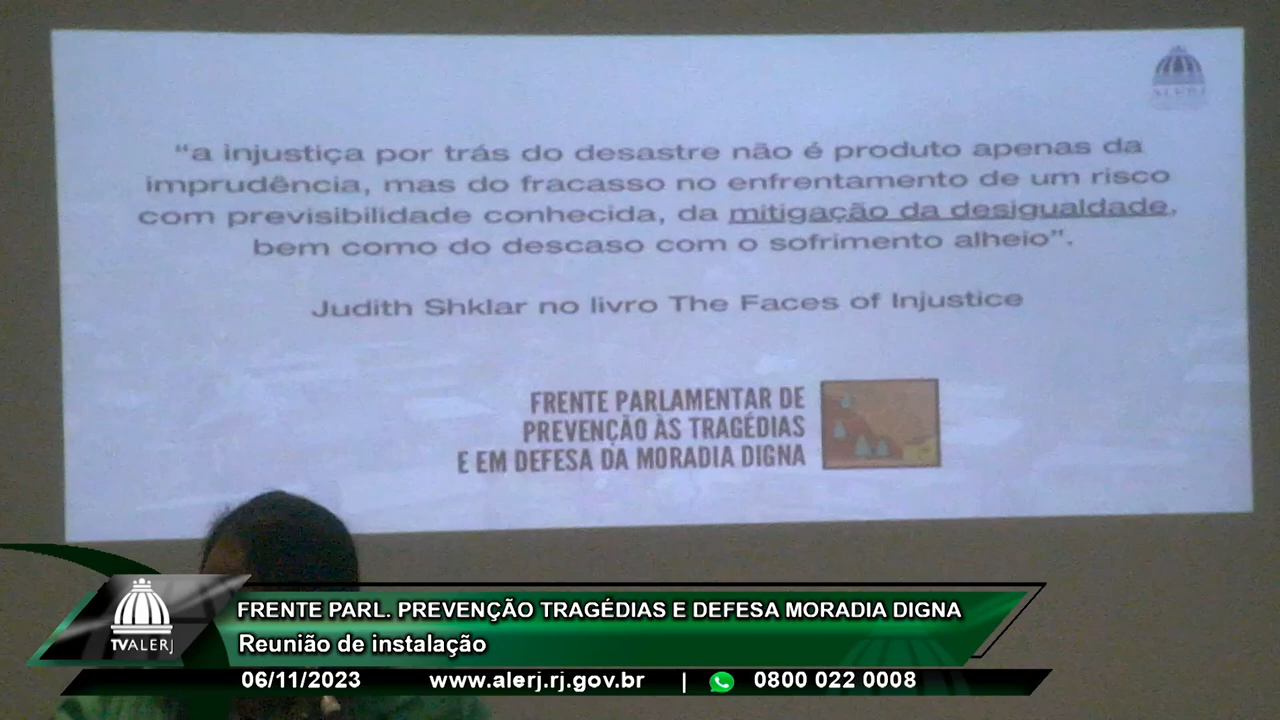 ALERJ
“a injustiça por trás do desastre não é produto apenas da
imprudência, mas do fracasso no enfrentamento de um risco
com previsibilidade conhecida, da mitigação da desigualdade,
bem como do descaso com o sofrimento alheio”.
Judith Shklar no livro The Faces of Injustice
FRENTE PARLAMENTAR DE
PREVENÇÃO ÀS TRAGÉDIAS
E EM DEFESA DA MORADIA DIGNA
TVALERJ
FRENTE PARL. PREVENÇÃO TRAGÉDIAS E DEFESA MORADIA DIGNA
Reunião de instalação
06/11/2023 www.alerj.rj.gov.br | 0800 022 0008